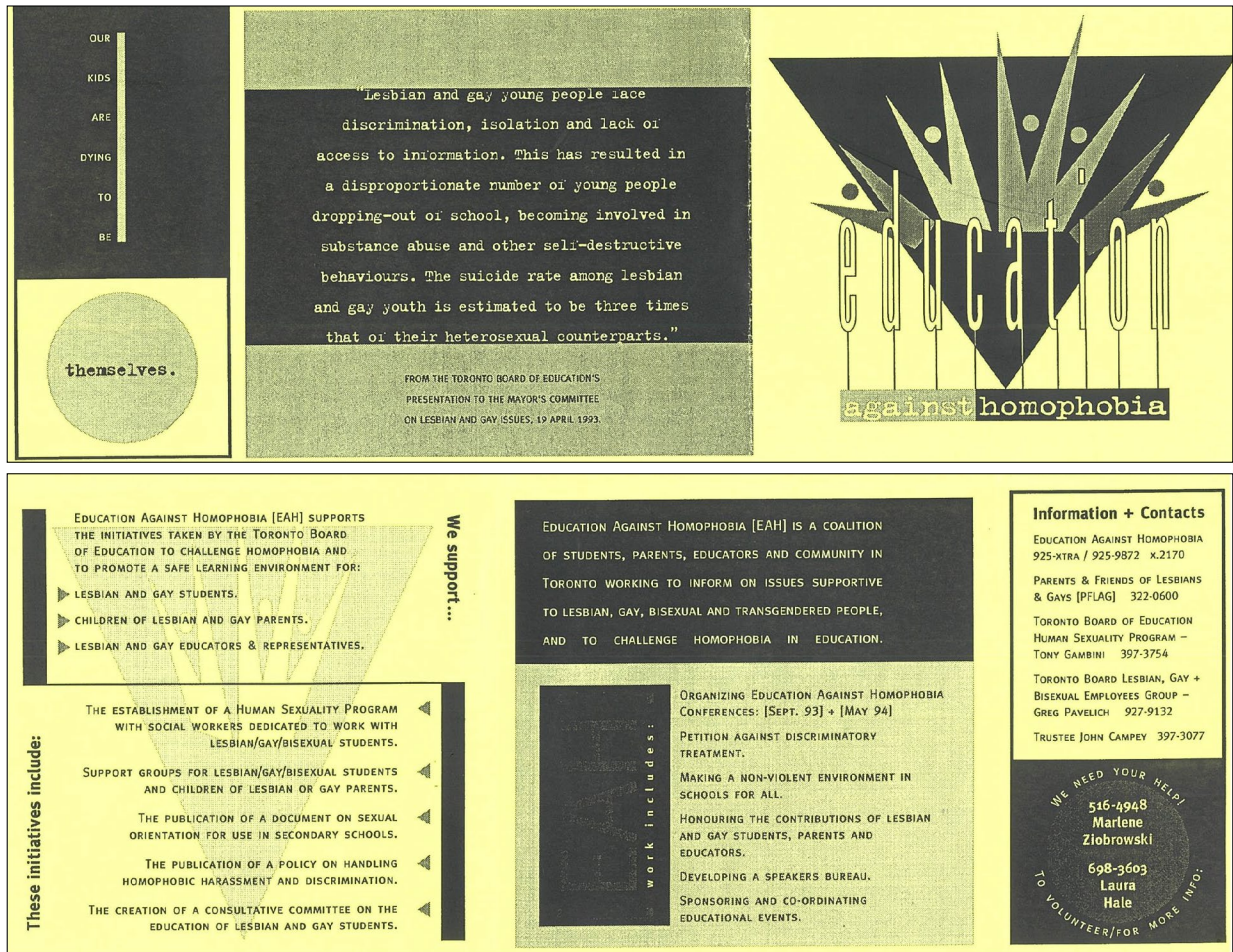 OUR
KIDS
ARE
DYING
TO
BE
themselves.
"Lesbian and gay young people face
discrimination, isolation and lack of
access to information. This has resulted in
a disproportionate number of young people
dropping-out of school, becoming involved in
substance abuse and other self-destructive
behaviours. The suicide rate among lesbian
and gay youth is estimated to be three times
that of their heterosexual counterparts."
FROM THE TORONTO BOARD OF EDUCATION'S
PRESENTATION TO THE MAYOR'S COMMITTEE
ON LESBIAN AND GAY ISSUES, 19 APRIL 1993.
education
against homophobia
We support...
EDUCATION AGAINST HOMOPHOBIA [EAH] SUPPORTS
THE INITIATIVES TAKEN BY THE TORONTO BOARD
OF EDUCATION TO CHALLENGE HOMOPHOBIA AND
TO PROMOTE A SAFE LEARNING ENVIRONMENT FOR:
LESBIAN AND GAY STUDENTS.
CHILDREN OF LESBIAN AND GAY PARENTS.
LESBIAN AND GAY EDUCATORS & REPRESENTATIVES.
These initiatives include:
THE ESTABLISHMENT OF A HUMAN SEXUALITY PROGRAM
WITH SOCIAL WORKERS DEDICATED TO WORK WITH
LESBIAN/GAY/BISEXUAL STUDENTS.
SUPPORT GROUPS FOR LESBIAN/GAY/BISEXUAL STUDENTS
AND CHILDREN OF LESBIAN OR GAY PARENTS.
THE PUBLICATION OF A DOCUMENT ON SEXUAL
ORIENTATION FOR USE IN SECONDARY SCHOOLS.
THE PUBLICATION OF A POLICY ON HANDLING
HOMOPHOBIC HARASSMENT AND DISCRIMINATION.
THE CREATION OF A CONSULTATIVE COMMITTEE ON THE
EDUCATION OF LESBIAN AND GAY STUDENTS.
EDUCATION AGAINST HOMOPHOBIA [EAH] IS A COALITION
OF STUDENTS, PARENTS, EDUCATORS AND COMMUNITY IN
TORONTO WORKING TO INFORM ON ISSUES SUPPORTIVE
TO LESBIAN, GAY, BISEXUAL AND TRANSGENDERED PEOPLE,
AND TO CHALLENGE HOMOPHOBIA IN EDUCATION.
EAH
work includes:
ORGANIZING EDUCATION AGAINST HOMOPHOBIA
CONFERENCES: [SEPT. 93] + [MAY 94]
PETITION AGAINST DISCRIMINATORY
TREATMENT.
MAKING A NON-VIOLENT ENVIRONMENT IN
SCHOOLS FOR ALL.
HONOURING THE CONTRIBUTIONS OF LESBIAN
AND GAY STUDENTS, PARENTS AND
EDUCATORS.
DEVELOPING A SPEAKERS BUREAU.
SPONSORING AND CO-ORDINATING
EDUCATIONAL EVENTS.
Information + Contacts
EDUCATION AGAINST HOMOPHOBIA
925-XTRA / 925-9872 X.2170
PARENTS & FRIENDS OF LESBIANS
& GAYS [PFLAG] 322-0600
TORONTO BOARD OF EDUCATION
HUMAN SEXUALITY PROGRAM –
TONY GAMBINI 397-3754
TORONTO BOARD LESBIAN, GAY +
BISEXUAL EMPLOYEES GROUP –
GREG PAVELICH 927-9132
TRUSTEE JOHN CAMPEY 397-3077
WE NEED YOUR HELP!
516-4948
Marlene
Ziobrowski
698-3603
Laura
Hale
TO VOLUNTEER/FOR MORE INFO: